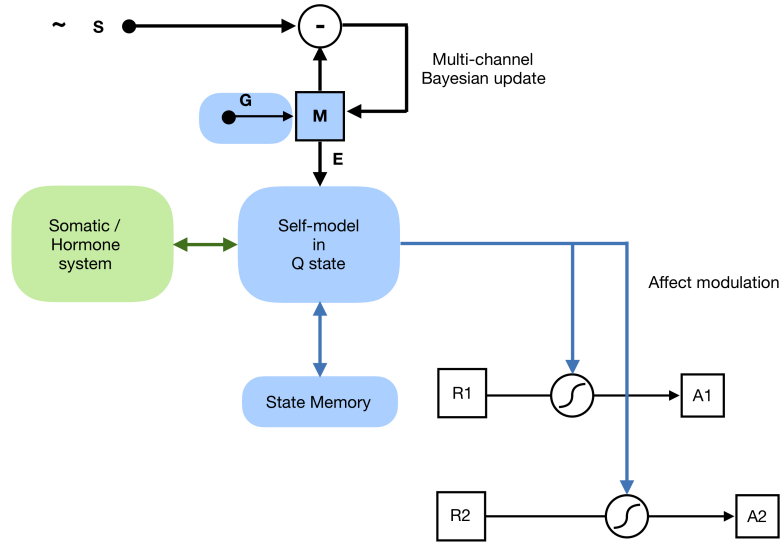 ~ S
-
Multi-channel
Bayesian update
G
M
E
Somatic /
Hormone
system
Self-model
in
Q state
Affect modulation
State Memory
R1
A1
R2
A2